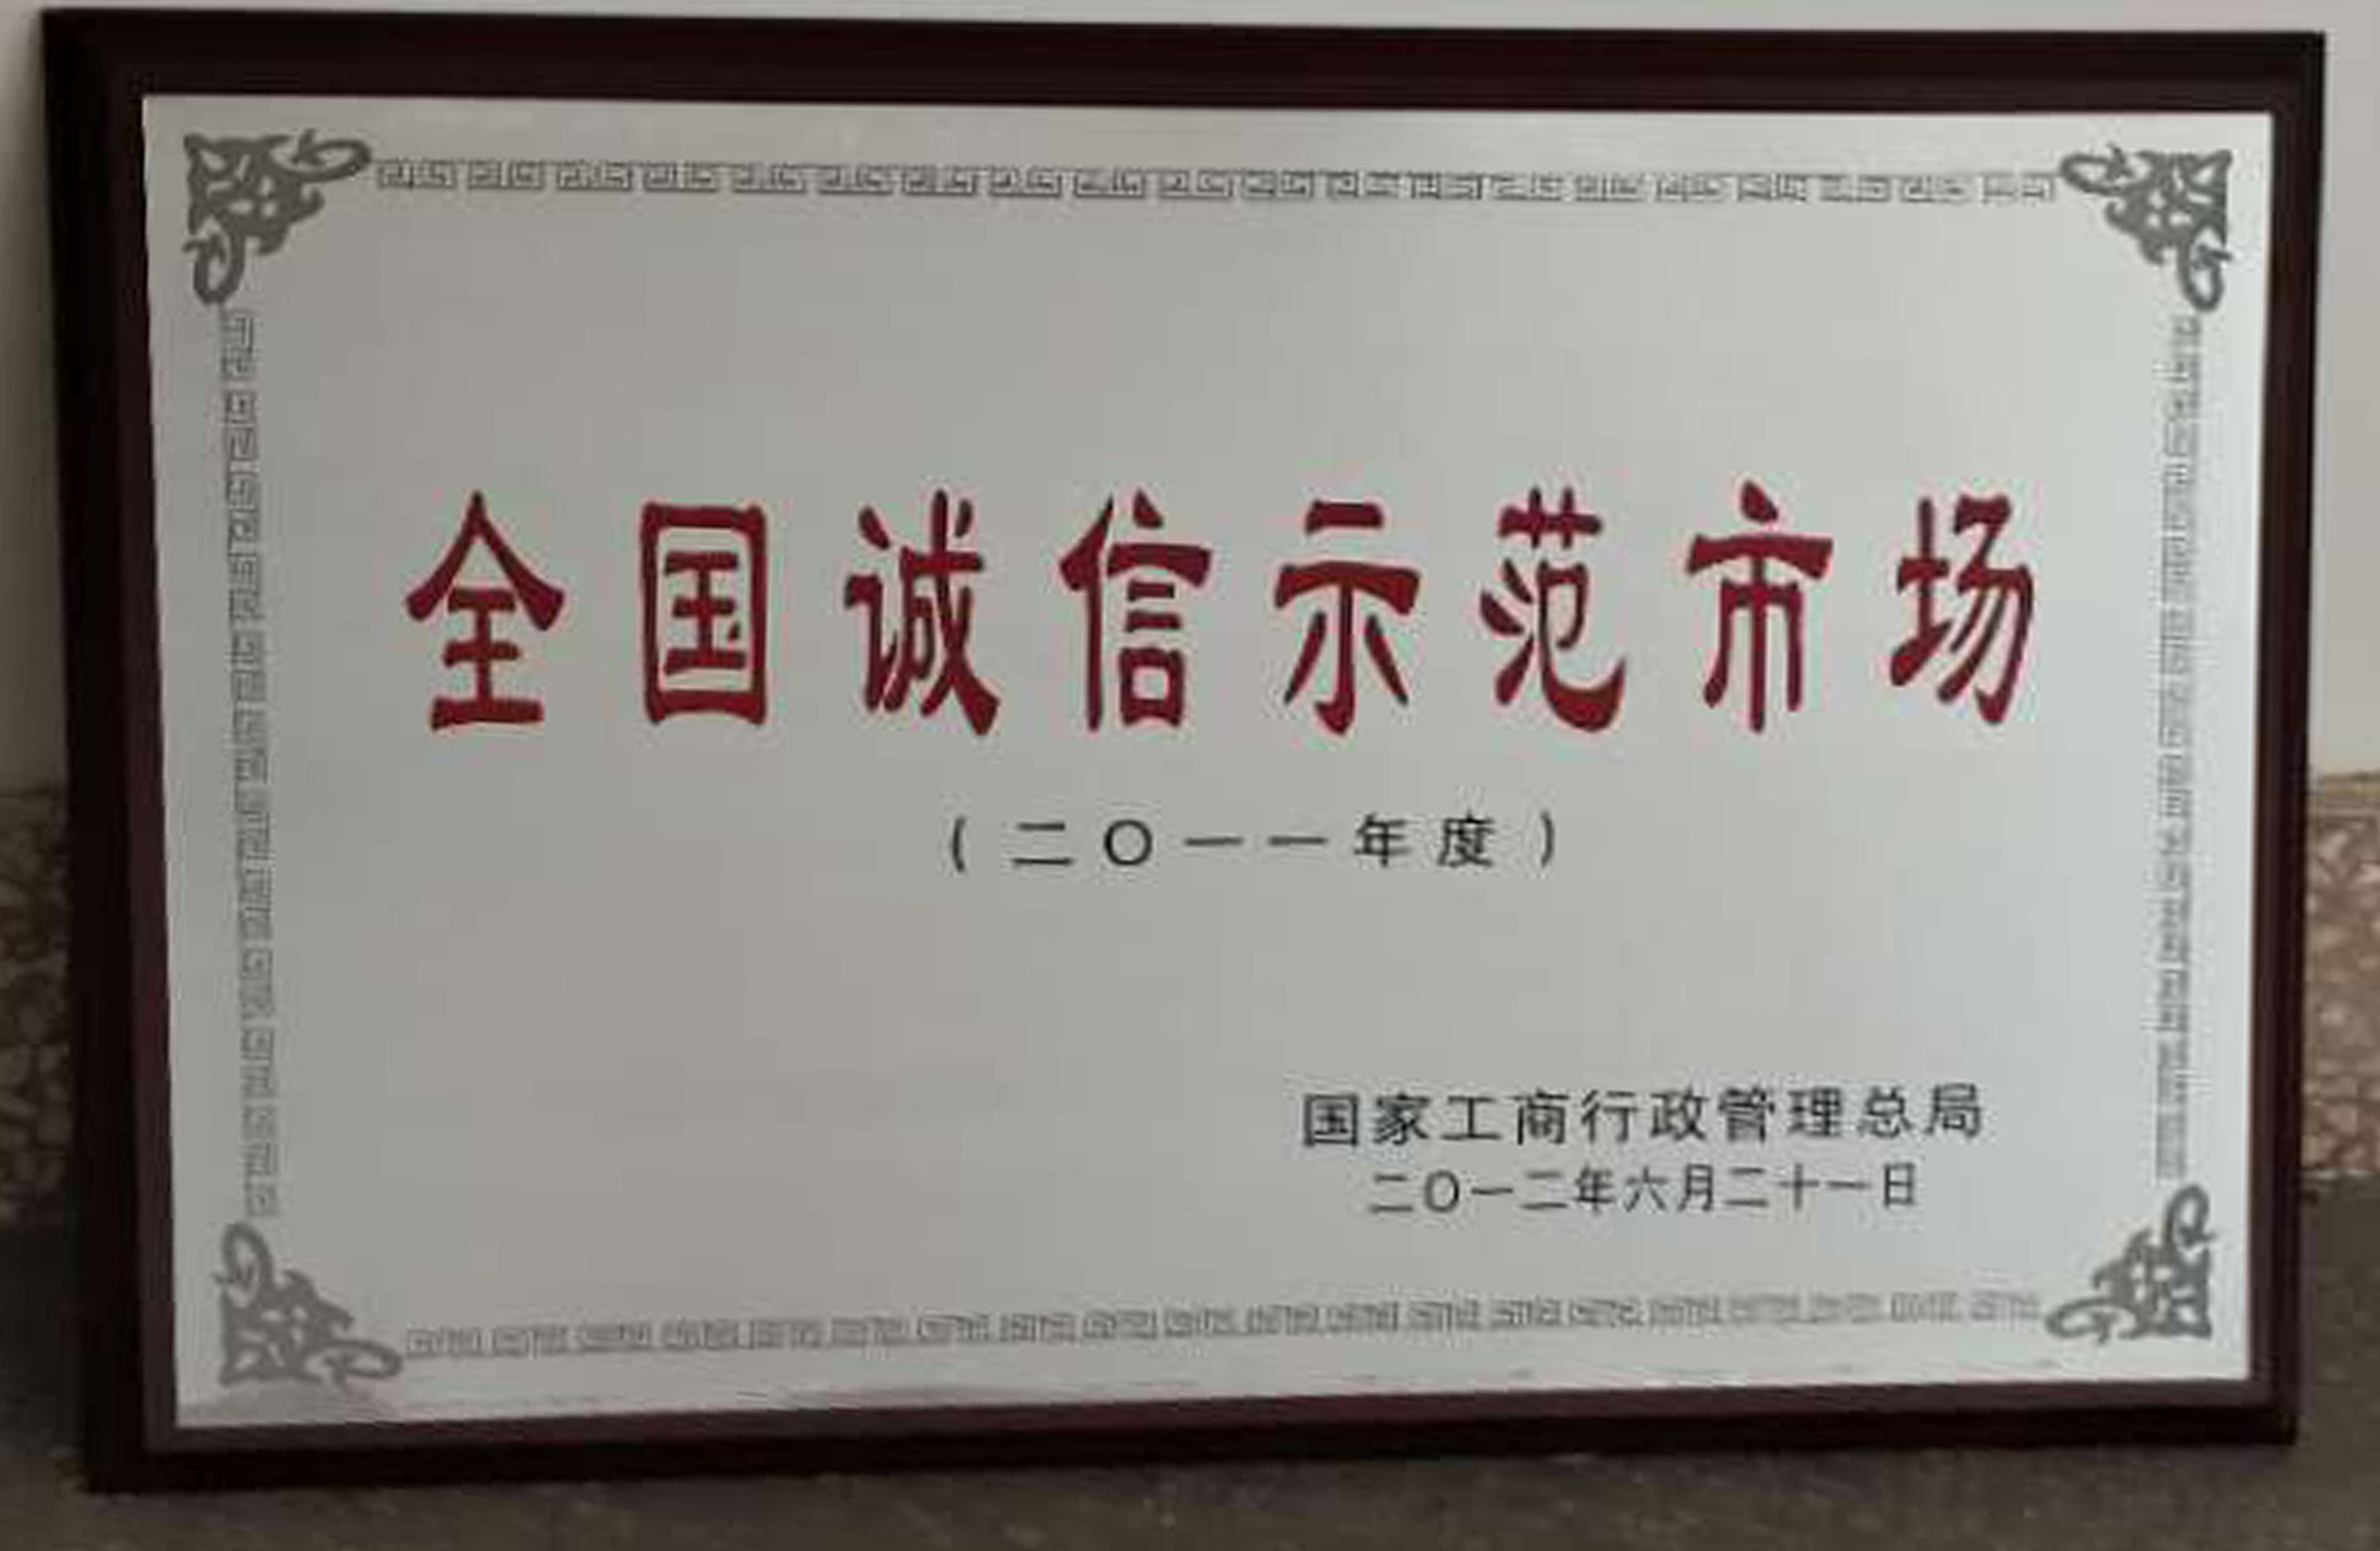 全国诚信示范市场
（二〇一一年度）
国家工商行政管理总局
二〇一二年六月二十一日